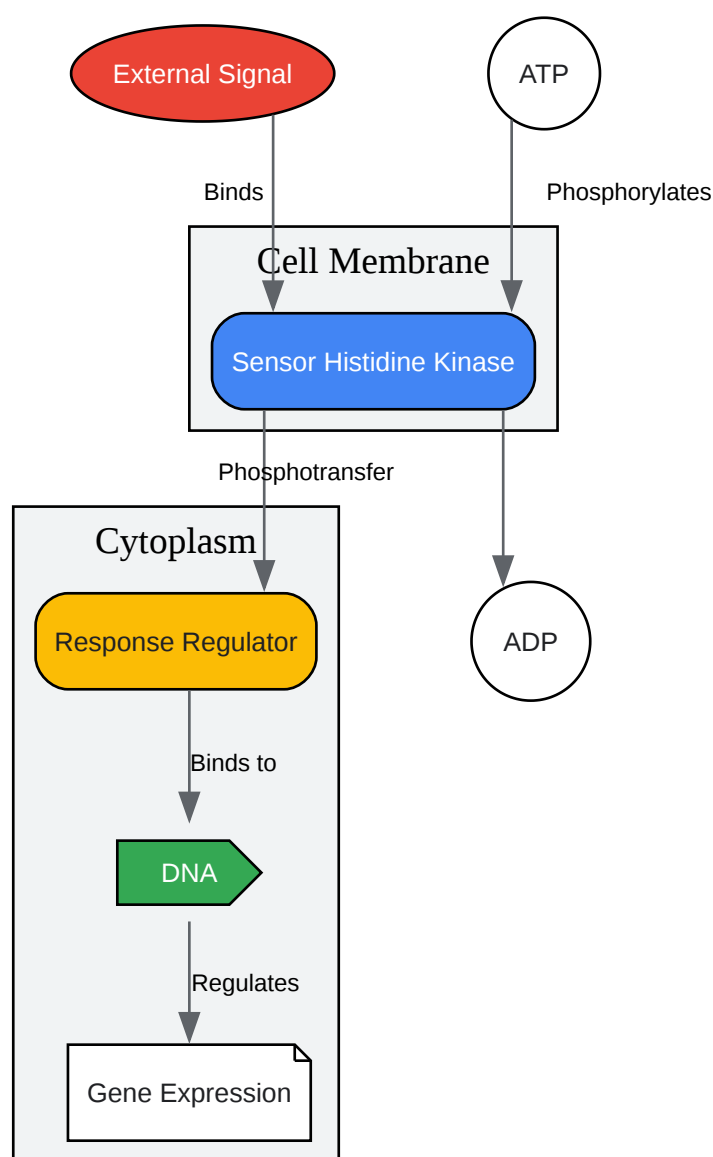 External Signal
ATP
Binds
Phosphorylates
Cell Membrane
Sensor Histidine Kinase
Phosphotransfer
Cytoplasm
Response Regulator
ADP
Binds to
DNA
Regulates
Gene Expression